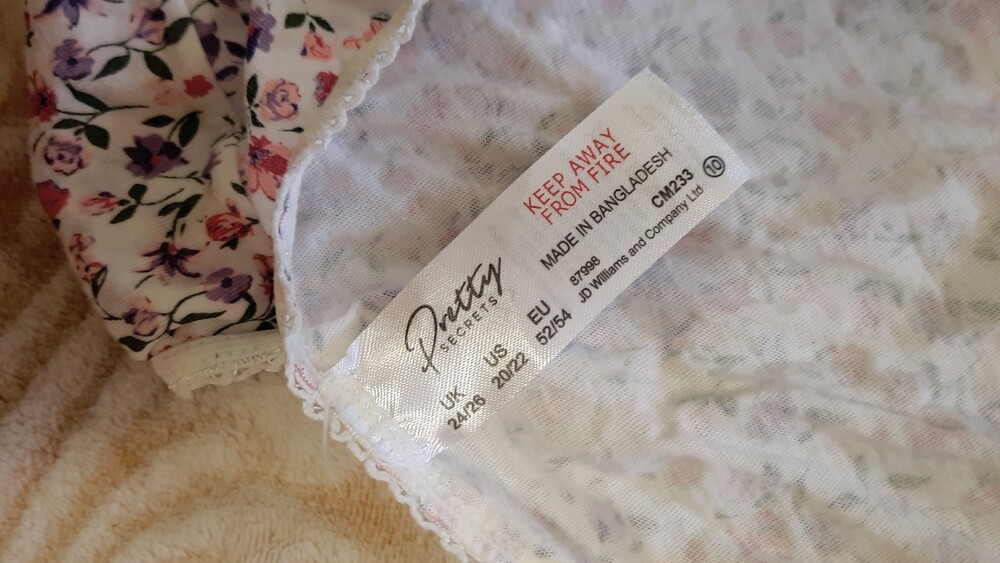 Pretty
SECRETS
UK US EU
24/26 20/22 52/54
KEEP AWAY
FROM FIRE
MADE IN BANGLADESH
87998 CM233 10
JD Williams and Company Ltd